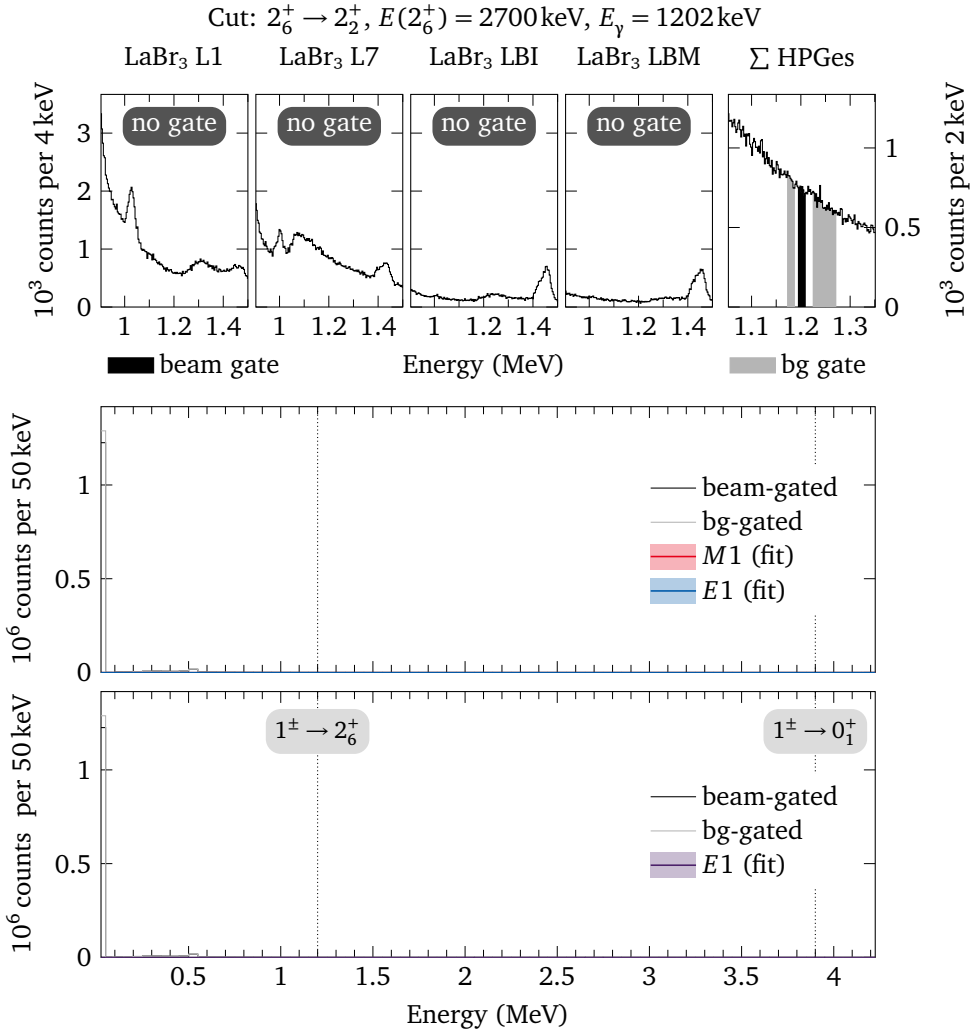 Cut: 2₆⁺ → 2₂⁺, E(2₆⁺) = 2700 keV, Eγ = 1202 keV
LaBr₃ L1 LaBr₃ L7 LaBr₃ LBI LaBr₃ LBM ∑ HPGes
no gate no gate no gate no gate
10³ counts per 4 keV
3
2
1
0
1 1.2 1.4 1 1.2 1.4 1 1.2 1.4 1 1.2 1.4 1.1 1.2 1.3
1
0.5
0
10³ counts per 2 keV
beam gate Energy (MeV) bg gate
10⁶ counts per 50 keV
1
0.5
0
beam-gated
bg-gated
M1 (fit)
E1 (fit)
10⁶ counts per 50 keV
1
0.5
0
1± → 2₆⁺ 1± → 0₁⁺
beam-gated
bg-gated
E1 (fit)
0.5 1 1.5 2 2.5 3 3.5 4
Energy (MeV)